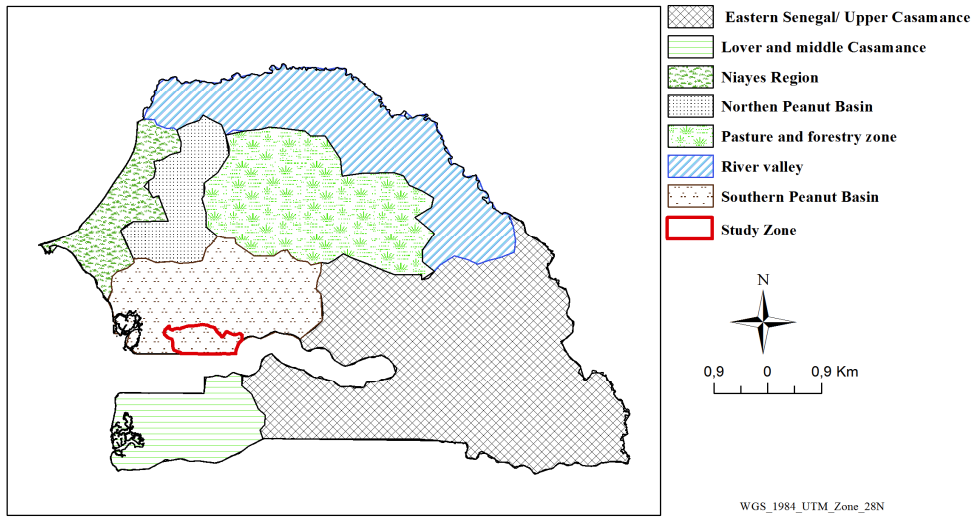 Eastern Senegal/ Upper Casamance
Lover and middle Casamance
Niayes Region
Northen Peanut Basin
Pasture and forestry zone
River valley
Southern Peanut Basin
Study Zone
N
0,9 0 0,9 Km
WGS_1984_UTM_Zone_28N